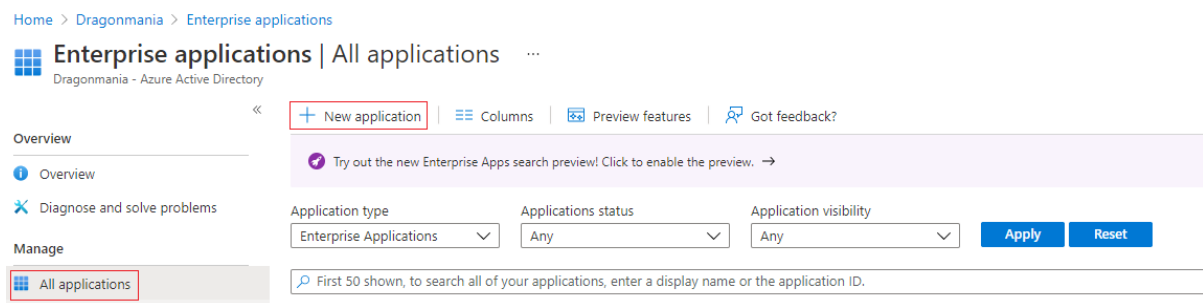 Home > Dragonmania > Enterprise applications
Enterprise applications | All applications ...
Dragonmania - Azure Active Directory
«
New application Columns Preview features Got feedback?
Overview
Try out the new Enterprise Apps search preview! Click to enable the preview. →
Overview
Diagnose and solve problems
Application type Applications status Application visibility
Enterprise Applications Any Any Apply Reset
Manage
All applications
First 50 shown, to search all of your applications, enter a display name or the application ID.